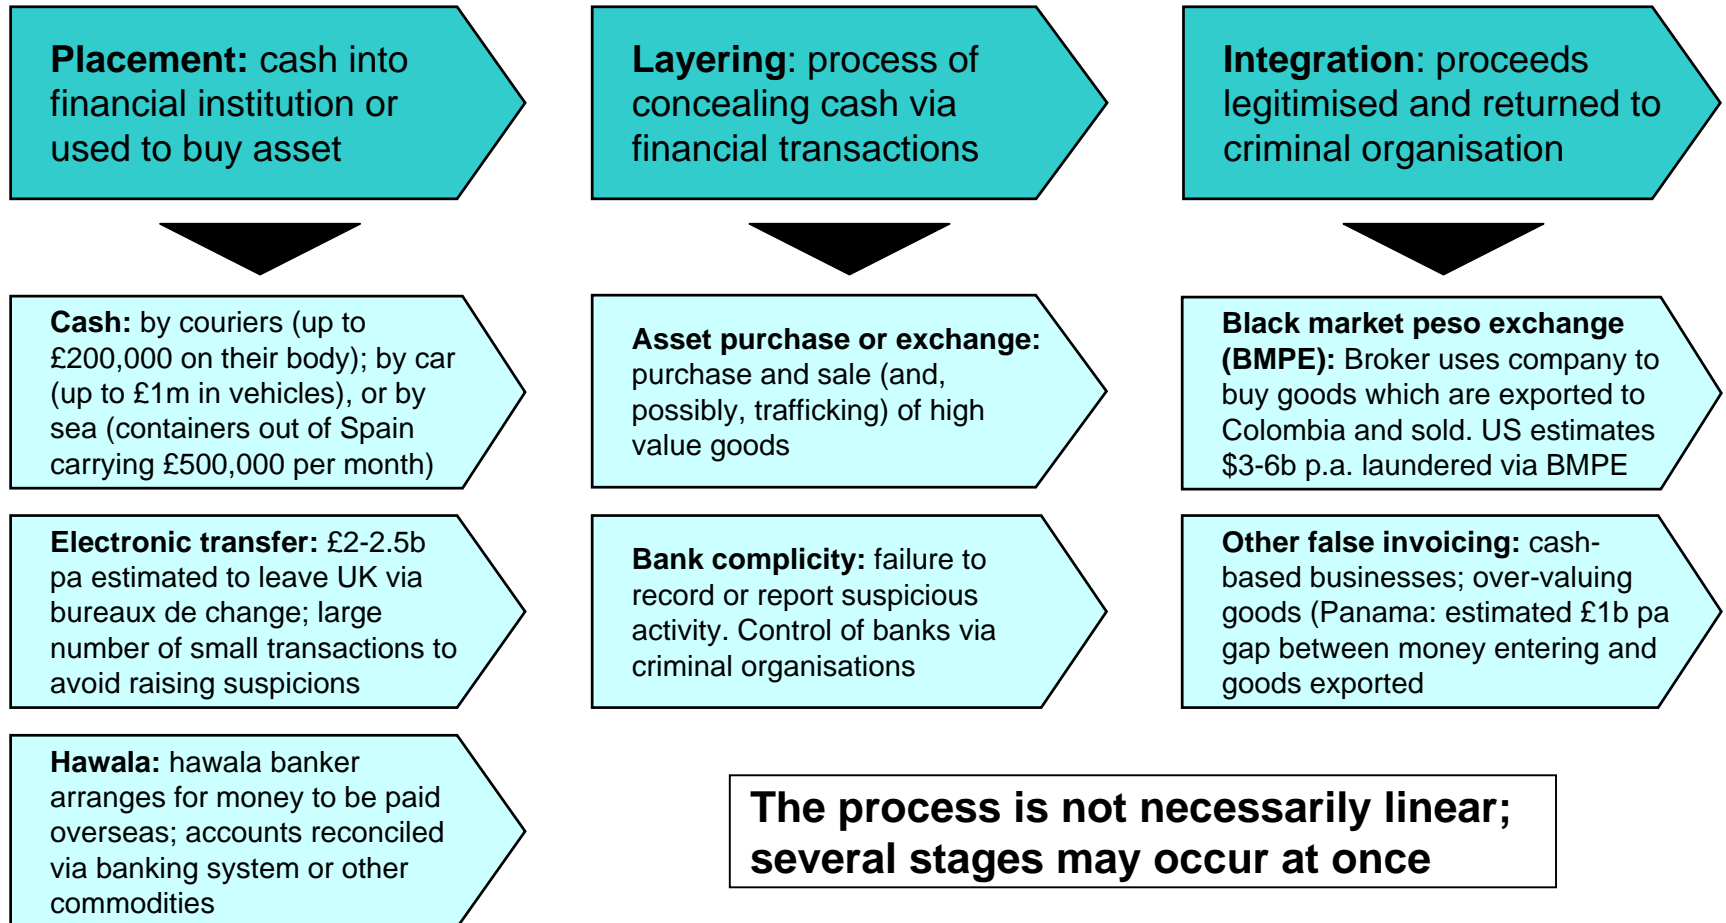 Placement: cash into
financial institution or
used to buy asset
Layering: process of
concealing cash via
financial transactions
Integration: proceeds
legitimised and returned to
criminal organisation
Cash: by couriers (up to
£200,000 on their body); by car
(up to £1m in vehicles), or by
sea (containers out of Spain
carrying £500,000 per month)
Asset purchase or exchange:
purchase and sale (and,
possibly, trafficking) of high
value goods
Black market peso exchange
(BMPE): Broker uses company to
buy goods which are exported to
Colombia and sold. US estimates
$3-6b p.a. laundered via BMPE
Electronic transfer: £2-2.5b
pa estimated to leave UK via
bureaux de change; large
number of small transactions to
avoid raising suspicions
Bank complicity: failure to
record or report suspicious
activity. Control of banks via
criminal organisations
Other false invoicing: cash-
based businesses; over-valuing
goods (Panama: estimated £1b pa
gap between money entering and
goods exported
Hawala: hawala banker
arranges for money to be paid
overseas; accounts reconciled
via banking system or other
commodities
The process is not necessarily linear;
several stages may occur at once